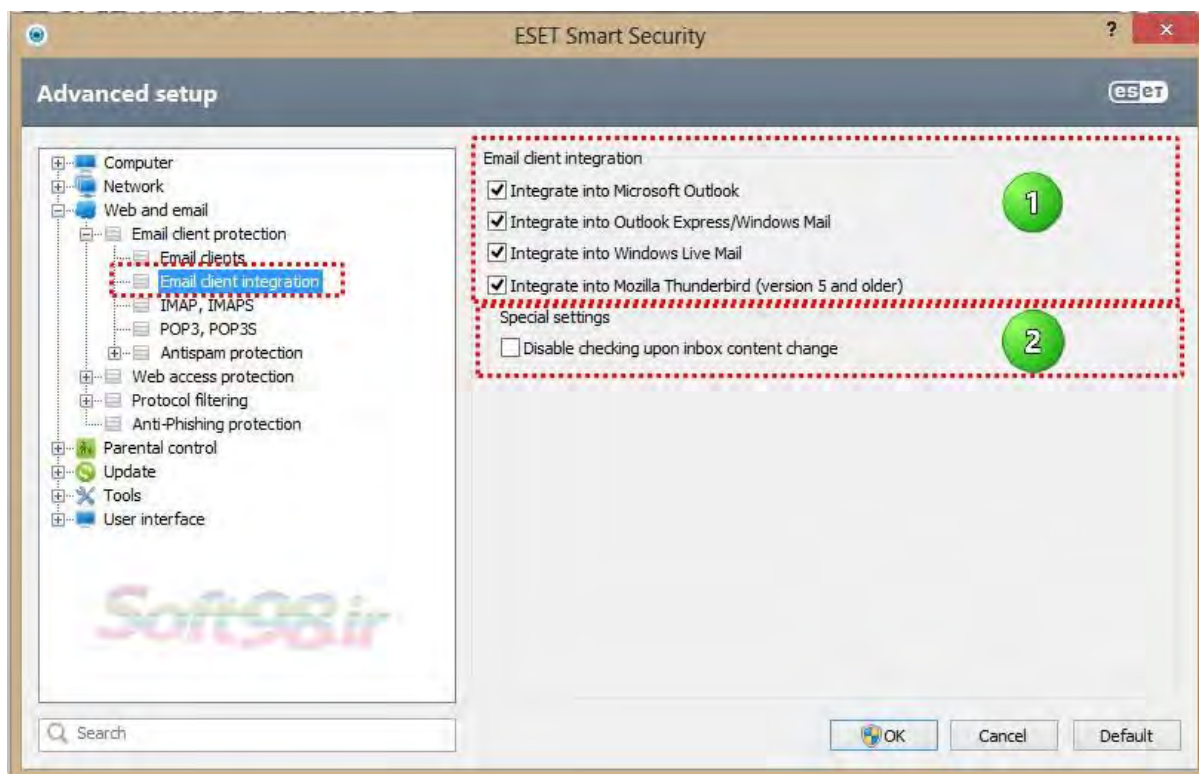 ESET Smart Security
?
Advanced setup
eset
Computer
Network
Web and email
Email client protection
Email clients
Email client integration
IMAP, IMAPS
POP3, POP3S
Antispam protection
Web access protection
Protocol filtering
Anti-Phishing protection
Parental control
Update
Tools
User interface
Soft98.ir
Search
Email client integration
Integrate into Microsoft Outlook
Integrate into Outlook Express/Windows Mail
Integrate into Windows Live Mail
Integrate into Mozilla Thunderbird (version 5 and older)
1
Special settings
Disable checking upon inbox content change
2
OK Cancel Default